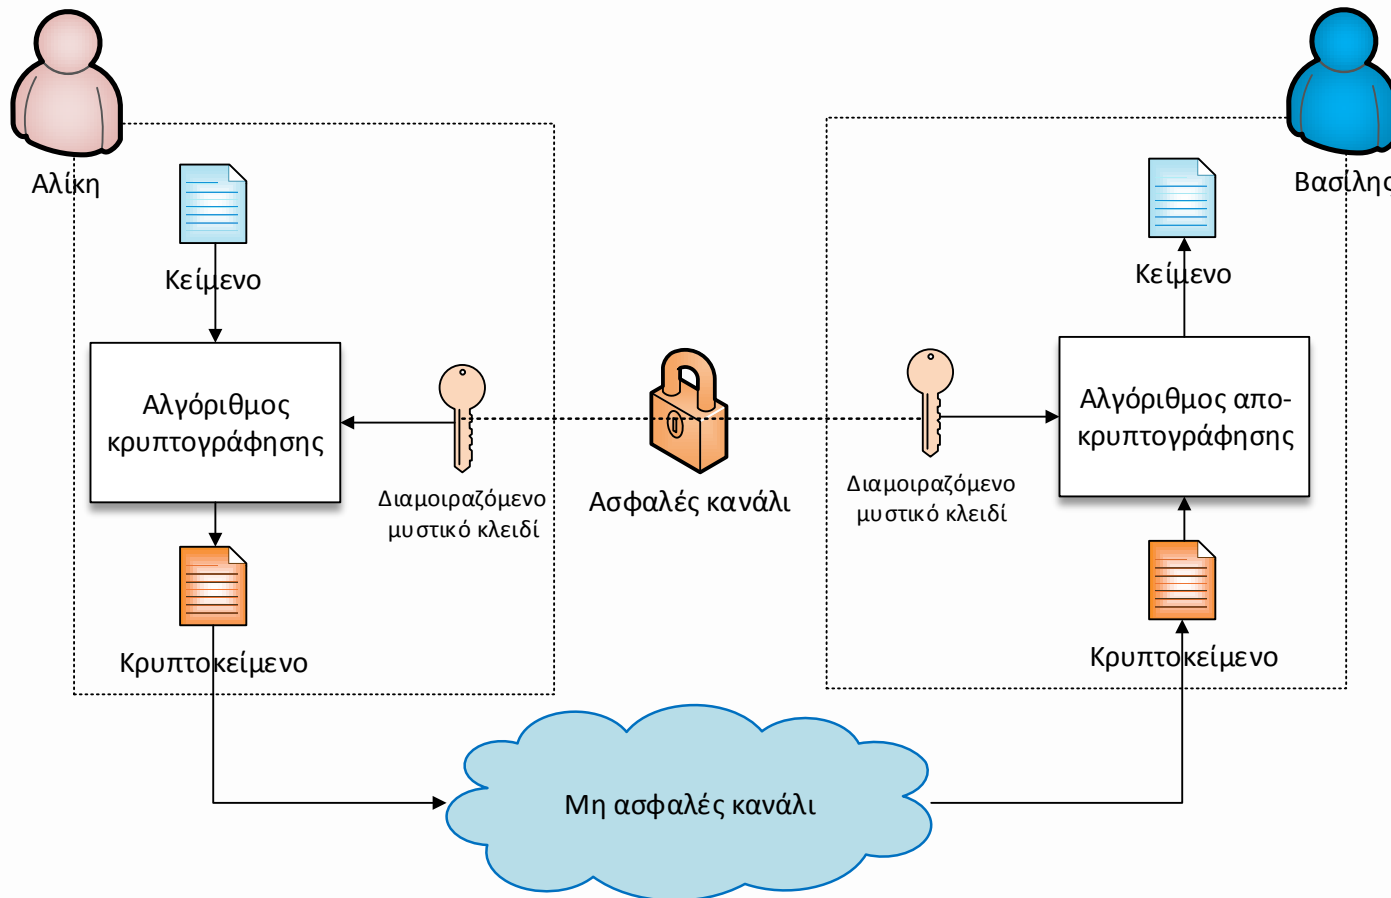 Αλίκη
Βασίλης
Κείμενο
Κείμενο
Αλγόριθμος
κρυπτογράφησης
Αλγόριθμος απο-
κρυπτογράφησης
Διαμοιραζόμενο
μυστικό κλειδί
Ασφαλές κανάλι
Διαμοιραζόμενο
μυστικό κλειδί
Κρυπτοκείμενο
Κρυπτοκείμενο
Μη ασφαλές κανάλι